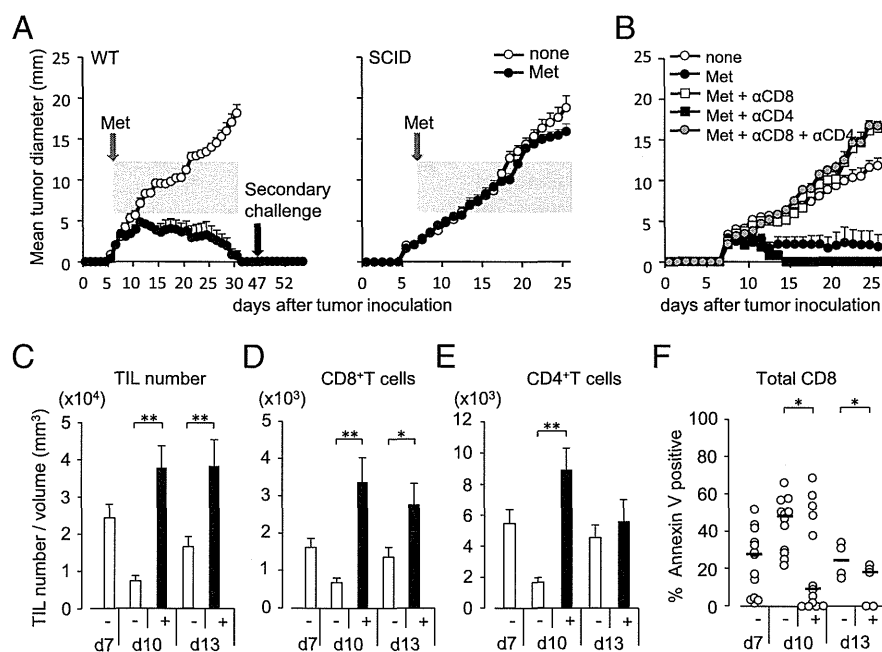 A
B
WT
SCID
none
Met
none
Met
Met + αCD8
Met + αCD4
Met + αCD8 + αCD4
Mean tumor diameter (mm)
25
20
15
10
5
0
Met
Secondary
challenge
0 5 10 15 20 25 30 47 52
25
20
15
10
5
0
Met
0 5 10 15 20 25
days after tumor inoculation
25
20
15
10
5
0
0 5 10 15 20 25
days after tumor inoculation
C
D
E
F
TIL number
CD8+T cells
CD4+T cells
Total CD8
TIL number / volume (mm3)
(x10⁴)
5
4
3
2
1
0
** **
- - + - +
d7 d10 d13
(x10³)
5
4
3
2
1
0
** *
- - + - +
d7 d10 d13
(x10³)
12
10
8
6
4
2
0
**
- - + - +
d7 d10 d13
% Annexin V positive
100
80
60
40
20
0
* *
- - + - +
d7 d10 d13